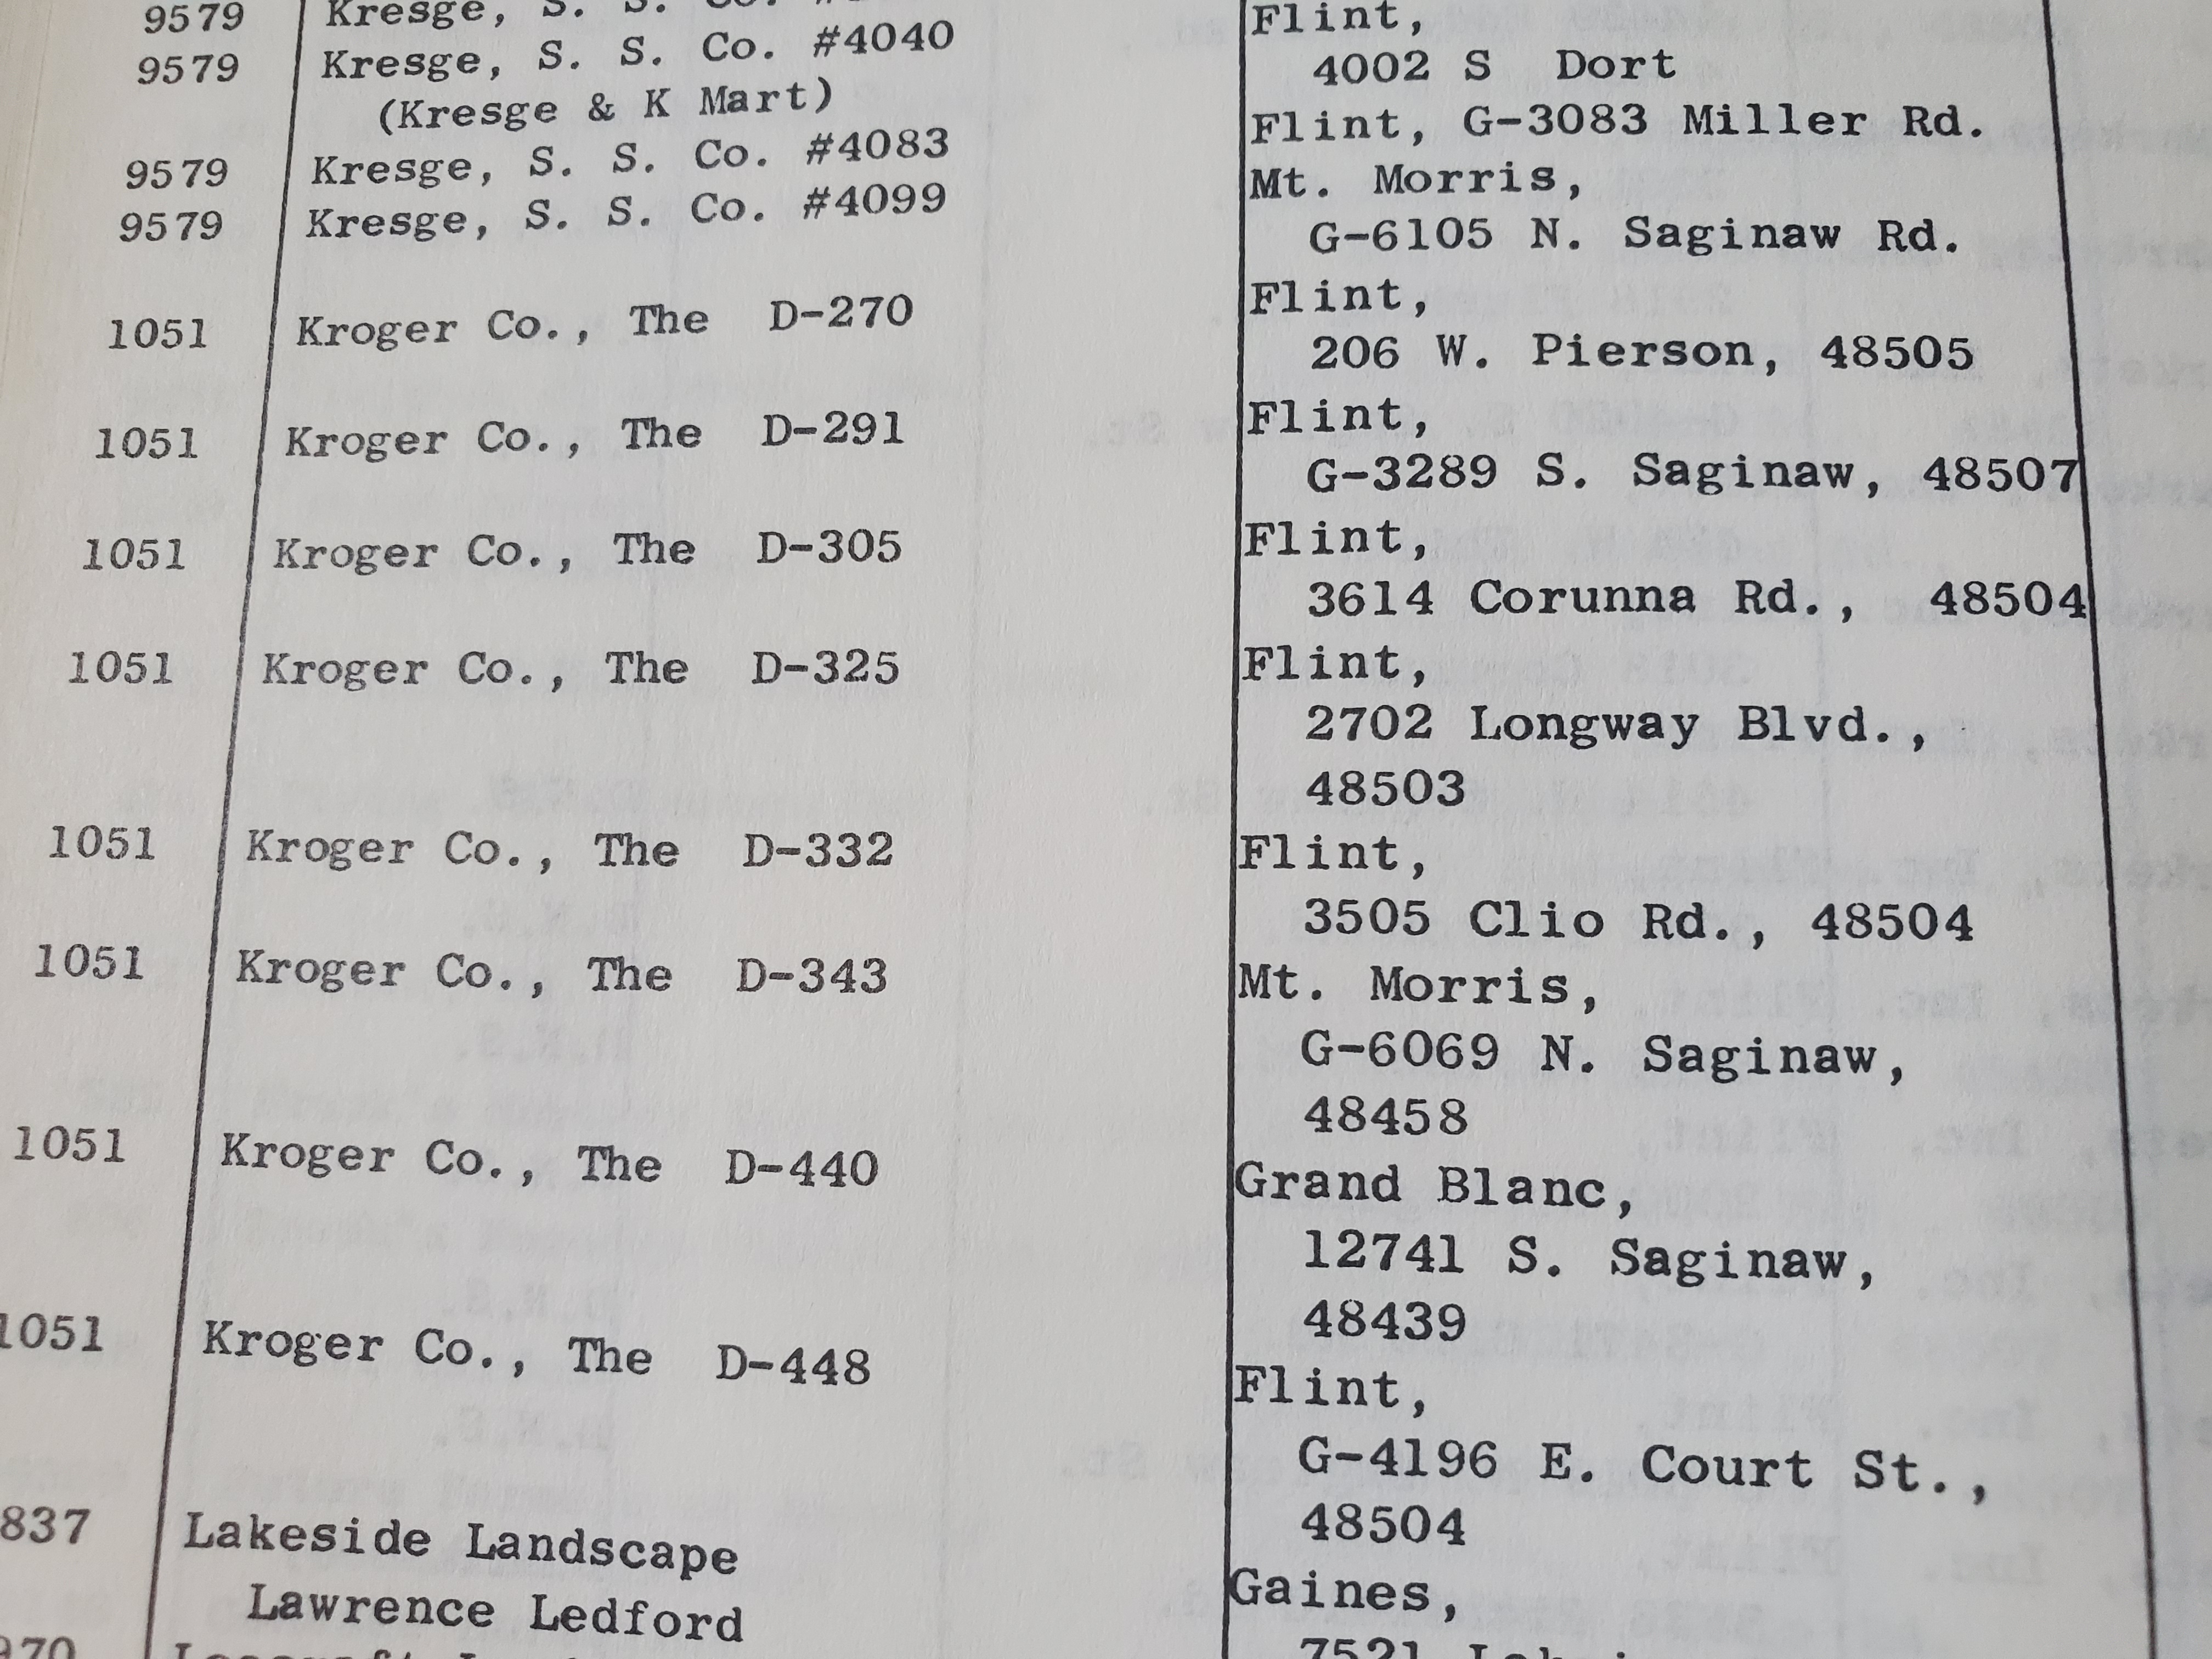 9579 Kresge, S. S. Co. Flint,
9579 Kresge, S. S. Co. #4040 4002 S Dort
(Kresge & K Mart) Flint, G-3083 Miller Rd.
9579 Kresge, S. S. Co. #4083 Mt. Morris,
9579 Kresge, S. S. Co. #4099 G-6105 N. Saginaw Rd.
1051 Kroger Co., The D-270 Flint,
206 W. Pierson, 48505
1051 Kroger Co., The D-291 Flint,
G-3289 S. Saginaw, 48507
1051 Kroger Co., The D-305 Flint,
3614 Corunna Rd., 48504
1051 Kroger Co., The D-325 Flint,
2702 Longway Blvd.,
48503
1051 Kroger Co., The D-332 Flint,
3505 Clio Rd., 48504
1051 Kroger Co., The D-343 Mt. Morris,
G-6069 N. Saginaw,
48458
1051 Kroger Co., The D-440 Grand Blanc,
12741 S. Saginaw,
48439
1051 Kroger Co., The D-448 Flint,
G-4196 E. Court St.,
48504
837 Lakeside Landscape Gaines,
Lawrence Ledford 7521